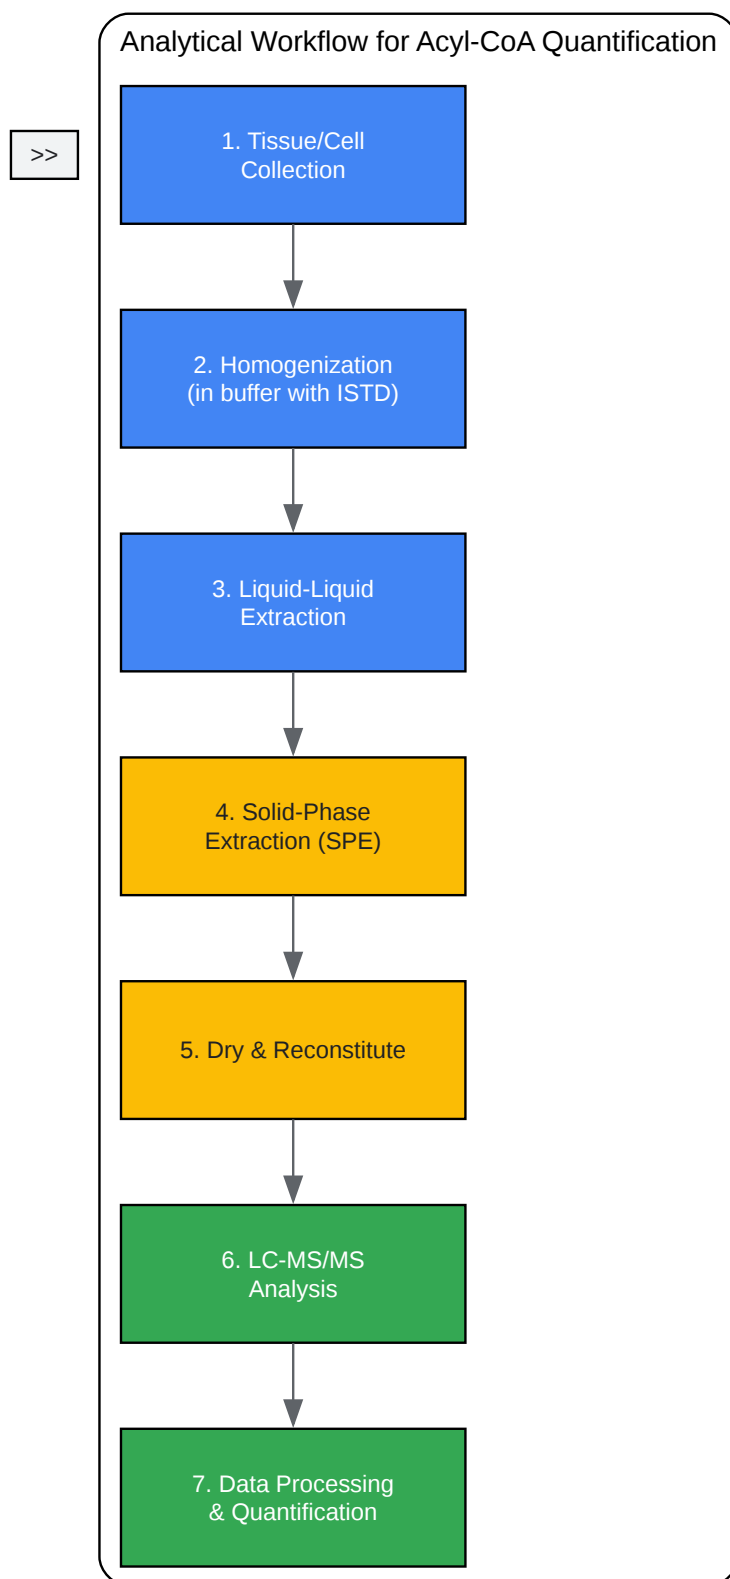 Analytical Workflow for Acyl-CoA Quantification
>>
1. Tissue/Cell
Collection
2. Homogenization
(in buffer with ISTD)
3. Liquid-Liquid
Extraction
4. Solid-Phase
Extraction (SPE)
5. Dry & Reconstitute
6. LC-MS/MS
Analysis
7. Data Processing
& Quantification